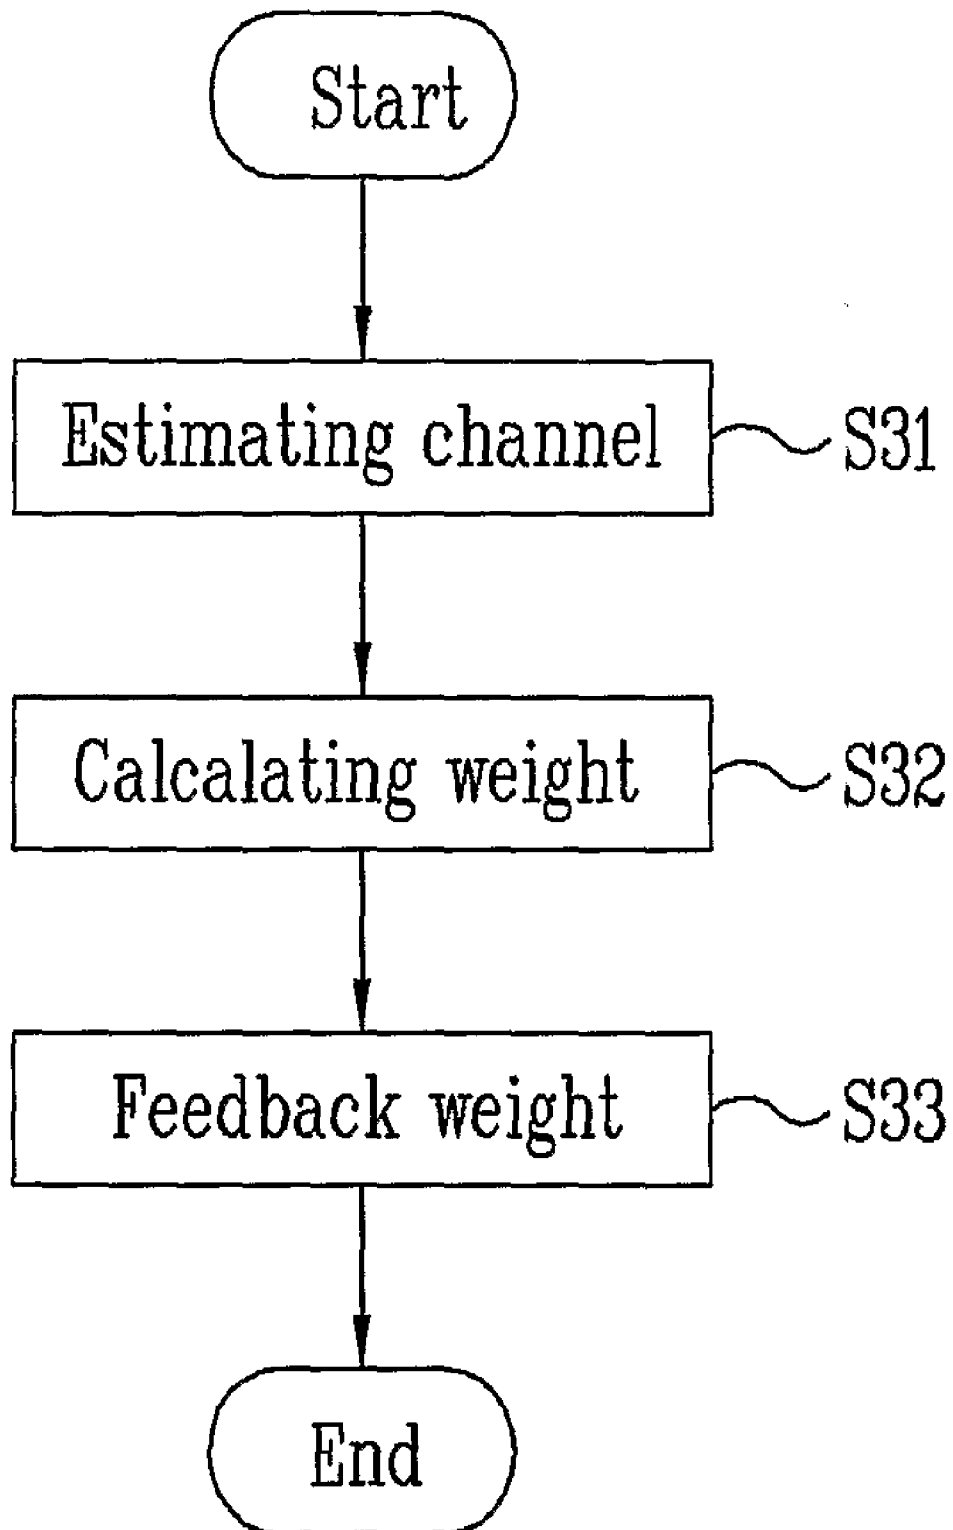 Start
Estimating channel S31
Calcalating weight S32
Feedback weight S33
End